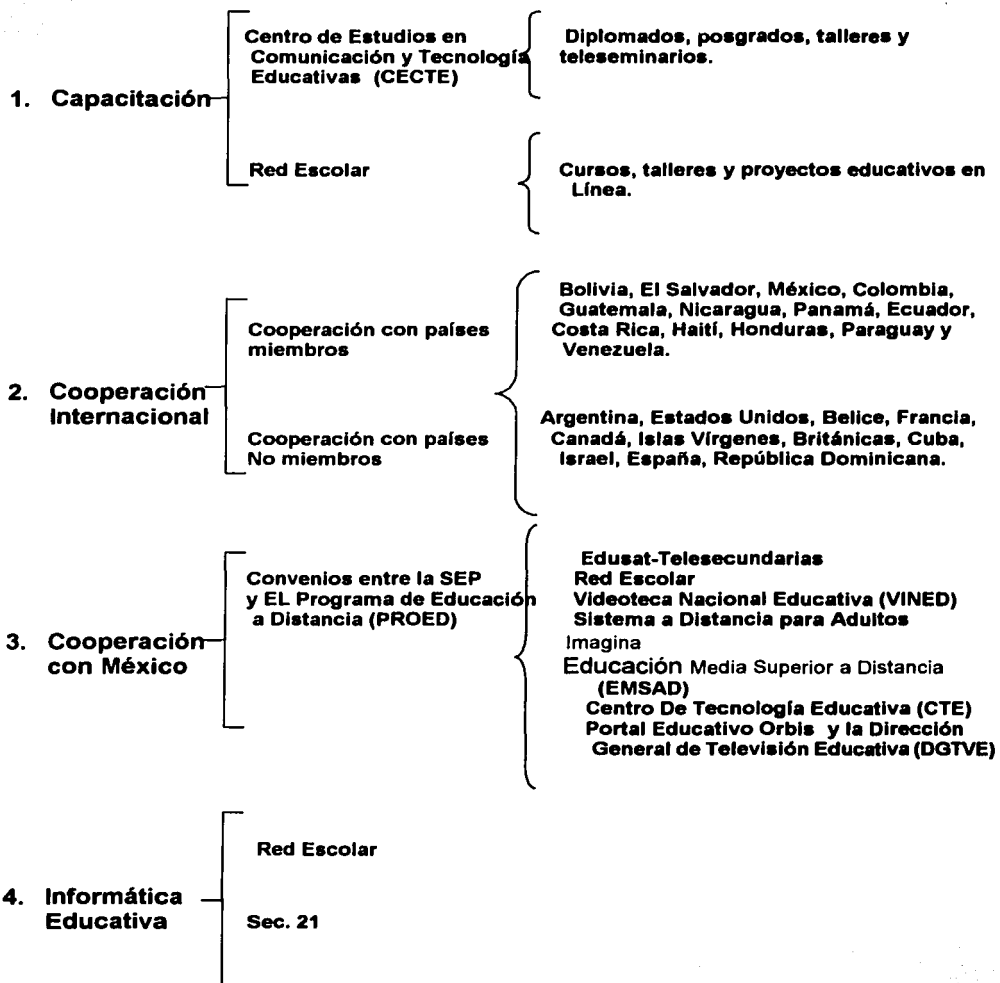 Centro de Estudios en
Comunicación y Tecnología
Educativas (CECTE)
Diplomados, posgrados, talleres y
teleseminarios.
1. Capacitación
Red Escolar
Cursos, talleres y proyectos educativos en
Línea.
Bolivia, El Salvador, México, Colombia,
Guatemala, Nicaragua, Panamá, Ecuador,
Costa Rica, Haití, Honduras, Paraguay y
Venezuela.
Cooperación con países
miembros
2. Cooperación
Internacional
Cooperación con países
No miembros
Argentina, Estados Unidos, Belice, Francia,
Canadá, Islas Vírgenes, Británicas, Cuba,
Israel, España, República Dominicana.
Convenios entre la SEP
y EL Programa de Educación
a Distancia (PROED)
3. Cooperación
con México
Edusat-Telesecundarias
Red Escolar
Videoteca Nacional Educativa (VINED)
Sistema a Distancia para Adultos
Imagina
Educación Media Superior a Distancia
(EMSAD)
Centro De Tecnología Educativa (CTE)
Portal Educativo Orbis y la Dirección
General de Televisión Educativa (DGTVE)
Red Escolar
4. Informática
Educativa
Sec. 21